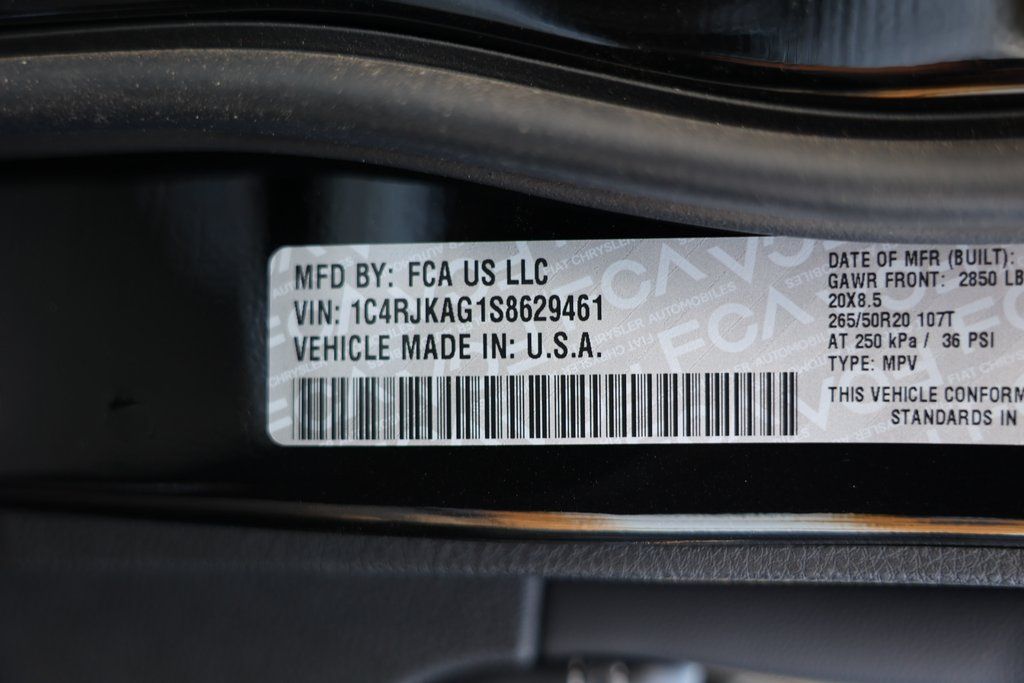 MFD BY: FCA US LLC
VIN: 1C4RJKAG1S8629461
VEHICLE MADE IN: U.S.A.
DATE OF MFR (BUILT):
GAWR FRONT: 2850 LB
20X8.5
265/50R20 107T
AT 250 kPa / 36 PSI
TYPE: MPV
THIS VEHICLE CONFORM
STANDARDS IN